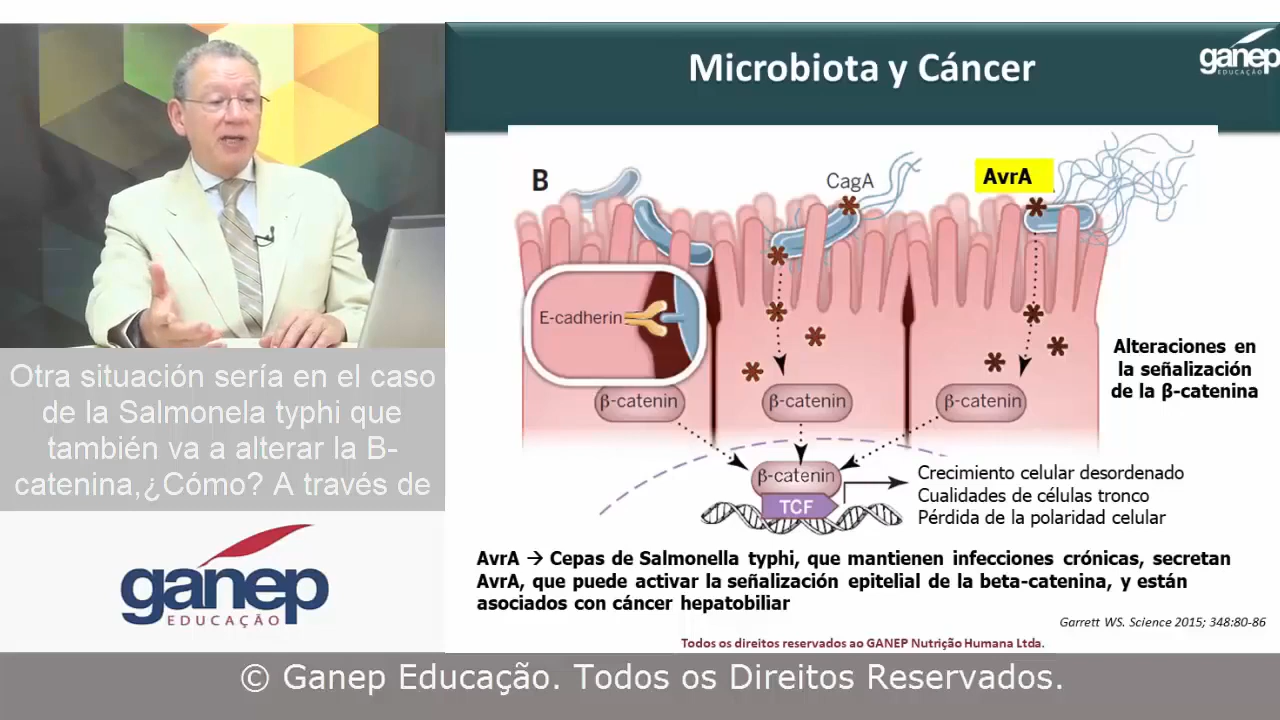 Microbiota y Cáncer
ganep
EDUCAÇÃO
B
CagA
AvrA
E-cadherin
β-catenin
β-catenin
β-catenin
Alteraciones en
la señalización
de la β-catenina
β-catenin
TCF
Crecimiento celular desordenado
Cualidades de células tronco
Pérdida de la polaridad celular
AvrA → Cepas de Salmonella typhi, que mantienen infecciones crónicas, secretan
AvrA, que puede activar la señalización epitelial de la beta-catenina, y están
asociados con cáncer hepatobiliar
Garrett WS. Science 2015; 348:80-86
Todos os direitos reservados ao GANEP Nutrição Humana Ltda.
Otra situación sería en el caso
de la Salmonela typhi que
también va a alterar la B-
catenina,¿Cómo? A través de
ganep
EDUCAÇÃO
© Ganep Educação. Todos os Direitos Reservados.